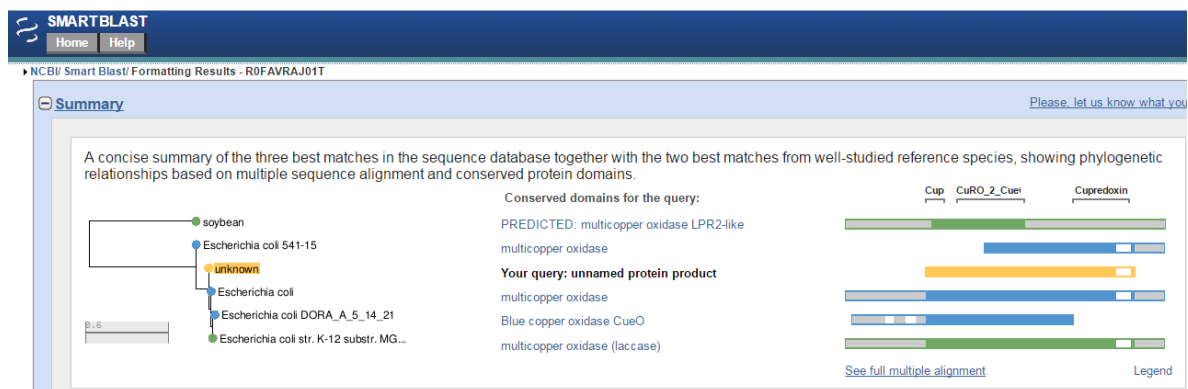 SMARTBLAST
Home Help
NCBI/ Smart Blast/ Formatting Results - R0FAVRAJ01T
Summary
Please, let us know what you
A concise summary of the three best matches in the sequence database together with the two best matches from well-studied reference species, showing phylogenetic
relationships based on multiple sequence alignment and conserved protein domains.
Conserved domains for the query:
Cup CuRO_2_Cue Cupredoxin
soybean PREDICTED: multicopper oxidase LPR2-like
Escherichia coli 541-15 multicopper oxidase
unknown Your query: unnamed protein product
Escherichia coli multicopper oxidase
Escherichia coli DORA_A_5_14_21 Blue copper oxidase CueO
0.6
Escherichia coli str. K-12 substr. MG... multicopper oxidase (laccase)
See full multiple alignment Legend